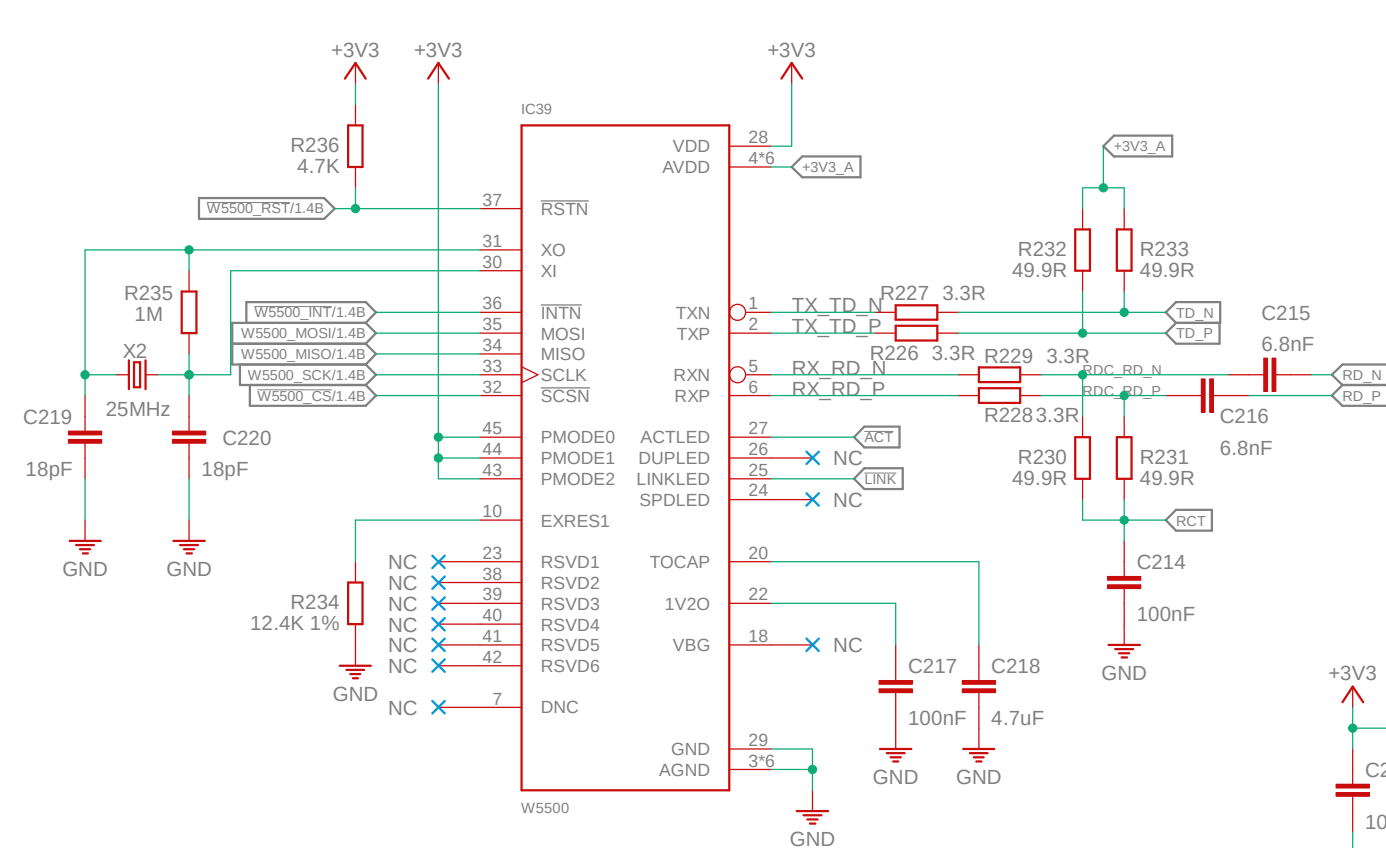 +3V3
+3V3
+3V3
IC39
R236
4.7K
VDD
28
AVDD
4*6
+3V3_A
+3V3_A
W5500_RST/1.4B
37
RSTN
31
XO
30
XI
R232
49.9R
R233
49.9R
R235
1M
W5500_INT/1.4B
36
INTN
W5500_MOSI/1.4B
35
MOSI
W5500_MISO/1.4B
34
MISO
W5500_SCK/1.4B
33
SCLK
W5500_CS/1.4B
32
SCSN
TXN
1
TX_TD_N
R227
3.3R
TD_N
TXP
2
TX_TD_P
TD_P
R226
3.3R
C215
6.8nF
RXN
5
RX_RD_N
R229
3.3R
RDC_RD_N
RD_N
RXP
6
RX_RD_P
RDC_RD_P
RD_P
R228
3.3R
C216
6.8nF
X2
25MHz
C219
18pF
C220
18pF
GND
GND
45
PMODE0
44
PMODE1
43
PMODE2
ACTLED
27
ACT
DUPLED
26
NC
LINKLED
25
LINK
SPDLED
24
NC
R230
49.9R
R231
49.9R
RCT
10
EXRES1
R234
12.4K 1%
GND
NC
23
RSVD1
NC
38
RSVD2
NC
39
RSVD3
NC
40
RSVD4
NC
41
RSVD5
NC
42
RSVD6
NC
7
DNC
TOCAP
20
1V2O
22
VBG
18
NC
C214
100nF
GND
C217
100nF
GND
C218
4.7uF
GND
GND
29
AGND
3*6
GND
W5500
+3V3